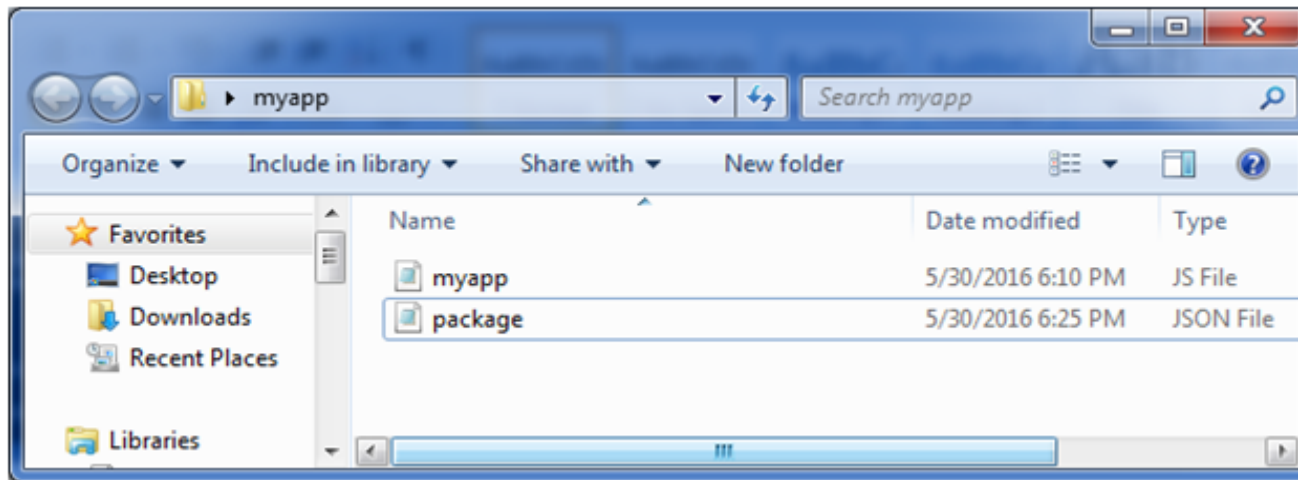 myapp
Search myapp
Organize Include in library Share with New folder
Favorites
Desktop
Downloads
Recent Places
Libraries
Name Date modified Type
myapp 5/30/2016 6:10 PM JS File
package 5/30/2016 6:25 PM JSON File